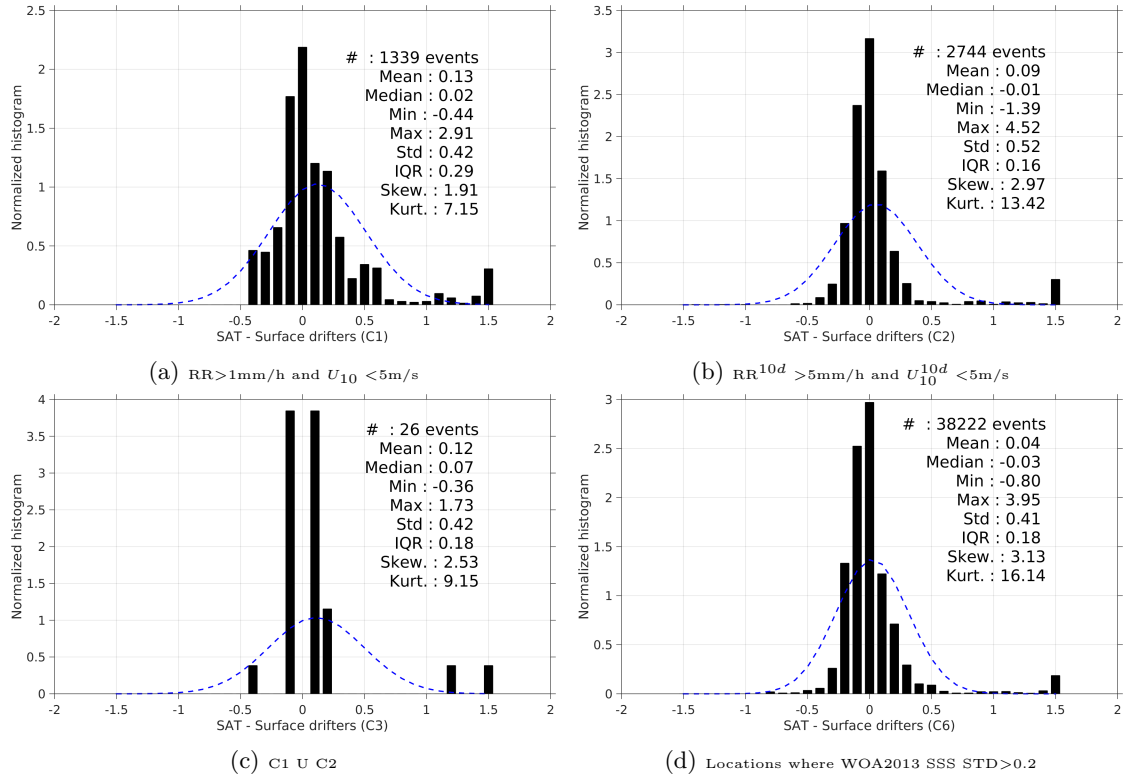 2.5
2
1.5
1
0.5
0
-2 -1.5 -1 -0.5 0 0.5 1 1.5 2
Normalized histogram
SAT - Surface drifters (C1)
# : 1339 events
Mean : 0.13
Median : 0.02
Min : -0.44
Max : 2.91
Std : 0.42
IQR : 0.29
Skew. : 1.91
Kurt. : 7.15
(a) RR>1mm/h and U10 <5m/s
3.5
3
2.5
2
1.5
1
0.5
0
-2 -1.5 -1 -0.5 0 0.5 1 1.5 2
Normalized histogram
SAT - Surface drifters (C2)
# : 2744 events
Mean : 0.09
Median : -0.01
Min : -1.39
Max : 4.52
Std : 0.52
IQR : 0.16
Skew. : 2.97
Kurt. : 13.42
(b) RR10d >5mm/h and U10d10 <5m/s
4
3.5
3
2.5
2
1.5
1
0.5
0
-2 -1.5 -1 -0.5 0 0.5 1 1.5 2
Normalized histogram
SAT - Surface drifters (C3)
# : 26 events
Mean : 0.12
Median : 0.07
Min : -0.36
Max : 1.73
Std : 0.42
IQR : 0.18
Skew. : 2.53
Kurt. : 9.15
(c) C1 U C2
3
2.5
2
1.5
1
0.5
0
-2 -1.5 -1 -0.5 0 0.5 1 1.5 2
Normalized histogram
SAT - Surface drifters (C6)
# : 38222 events
Mean : 0.04
Median : -0.03
Min : -0.80
Max : 3.95
Std : 0.41
IQR : 0.18
Skew. : 3.13
Kurt. : 16.14
(d) Locations where WOA2013 SSS STD>0.2